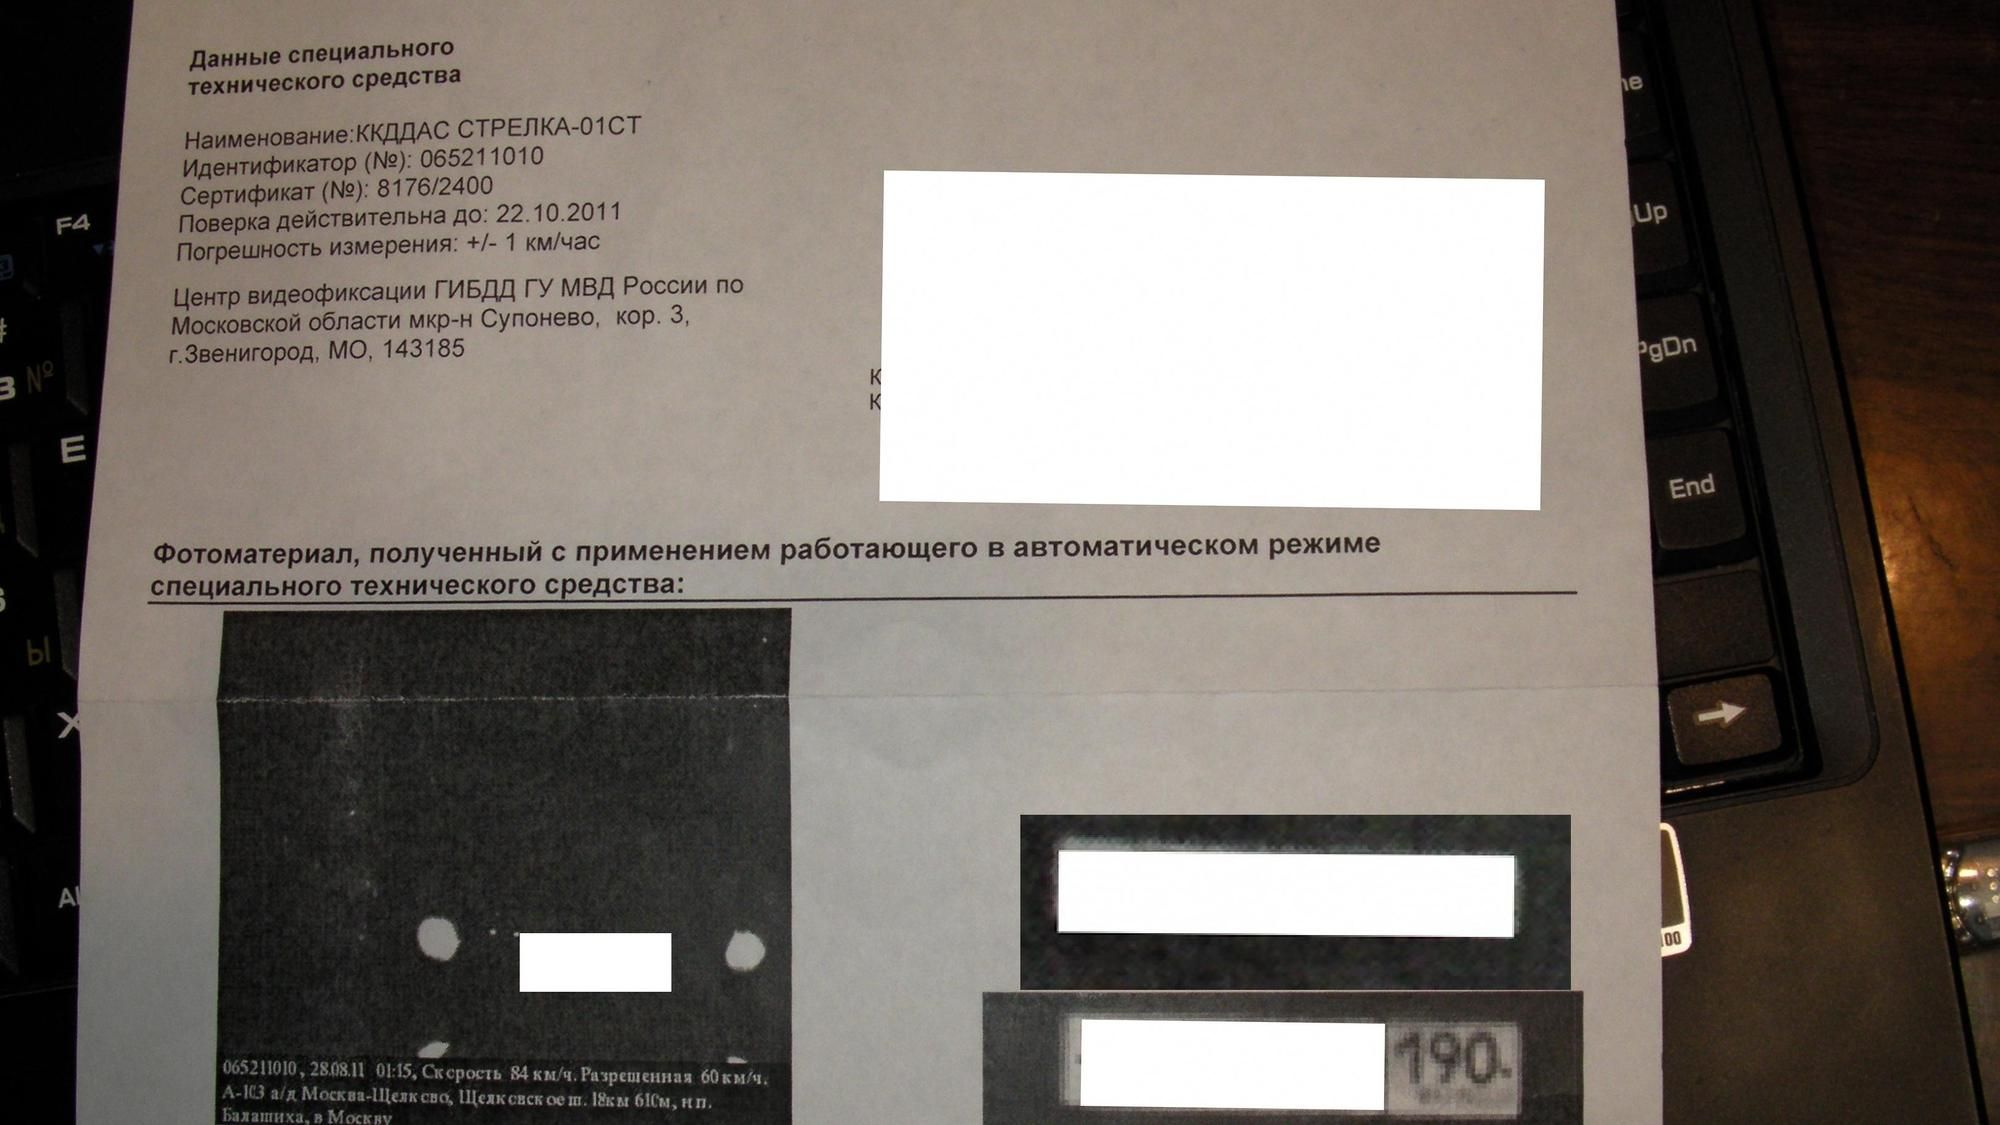 Данные специального
технического средства
Наименование:ККДДАС СТРЕЛКА-01СТ
Идентификатор (№): 065211010
Сертификат (№): 8176/2400
Поверка действительна до: 22.10.2011
Погрешность измерения: +/- 1 км/час
Центр видеофиксации ГИБДД ГУ МВД России по
Московской области мкр-н Супонево, кор. 3,
г.Звенигород, МО, 143185
К
К
Фотоматериал, полученный с применением работающего в автоматическом режиме
специального технического средства:
190
065211010, 28.08.11 01:15, Скорость 84 км/ч. Разрешенная 60 км/ч.
А-103 а/д Москва-Щелково, Щелковское ш. 18км 610м, н п.
Балашиха, в Москву
F4
№
E
Ы
X
Up
PgDn
End